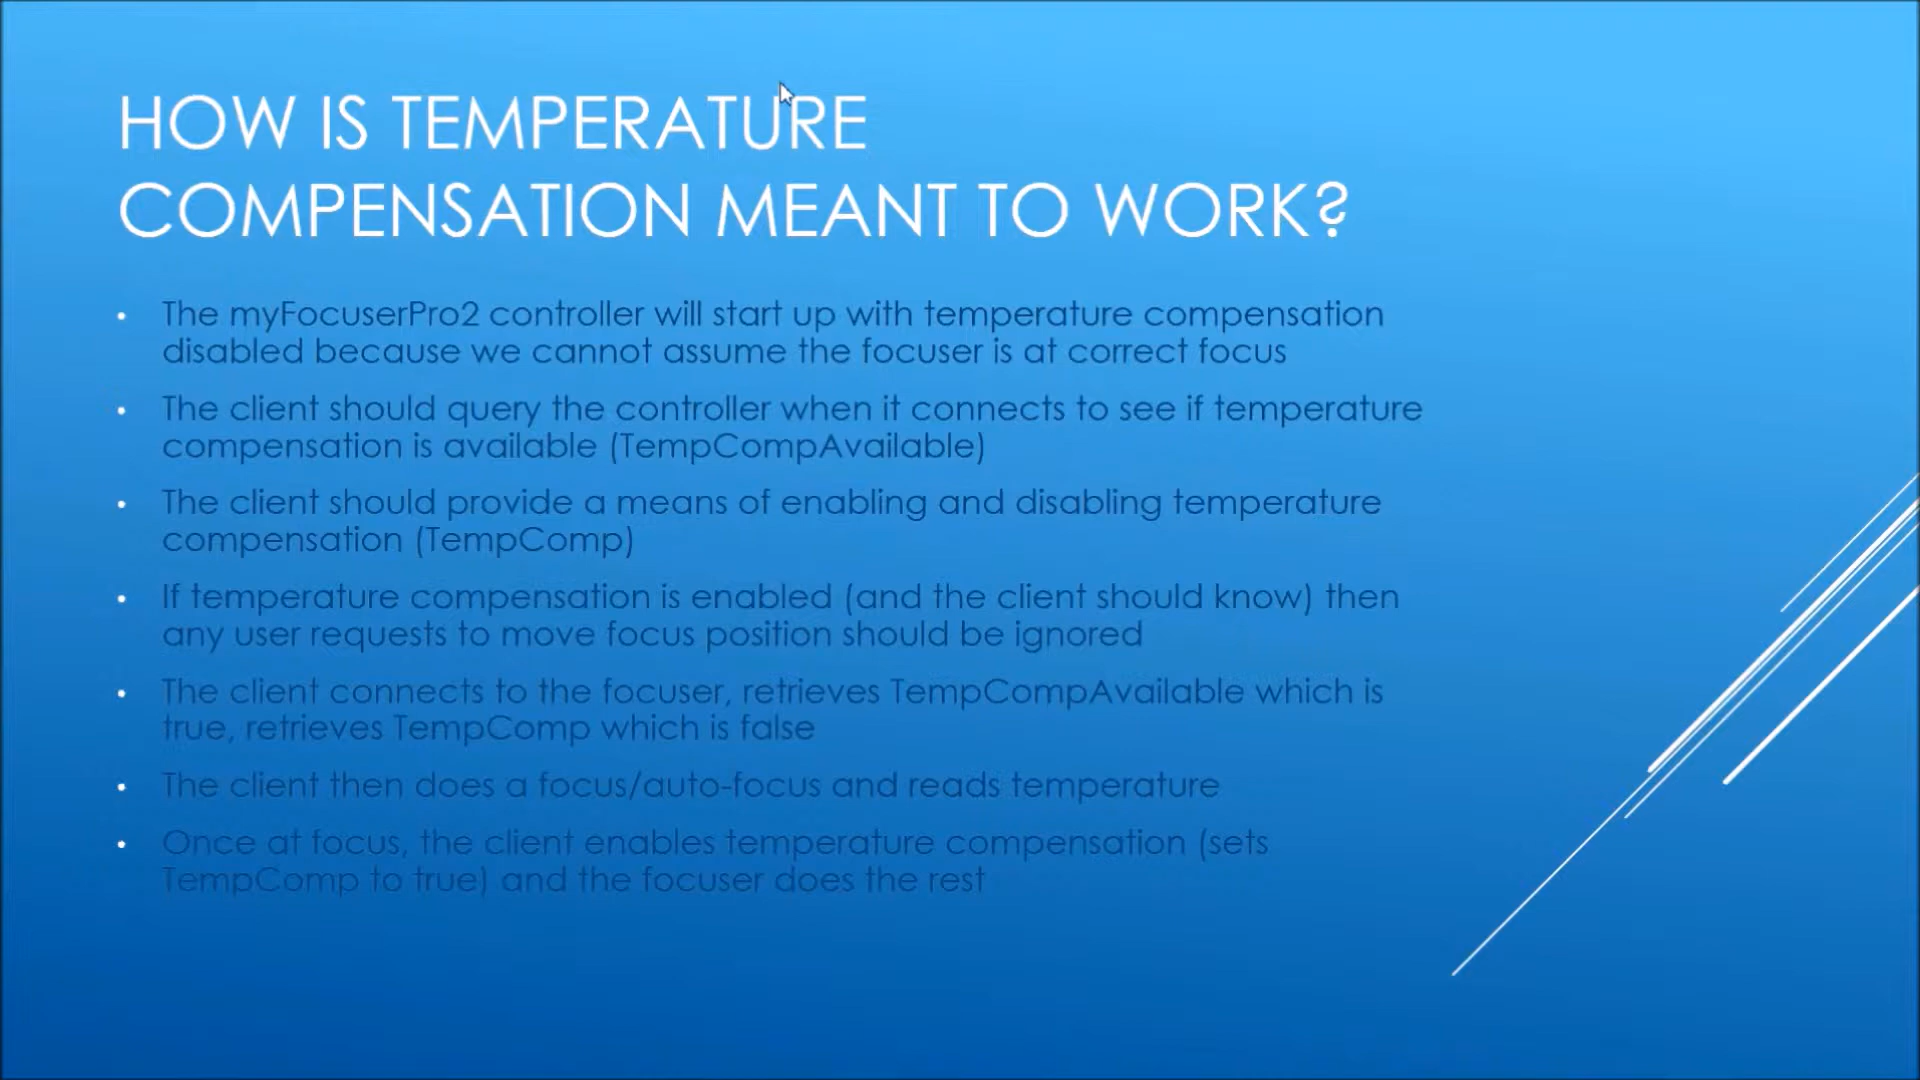 HOW IS TEMPERATURE
COMPENSATION MEANT TO WORK?
• The myFocuserPro2 controller will start up with temperature compensation
disabled because we cannot assume the focuser is at correct focus
• The client should query the controller when it connects to see if temperature
compensation is available (TempCompAvailable)
• The client should provide a means of enabling and disabling temperature
compensation (TempComp)
• If temperature compensation is enabled (and the client should know) then
any user requests to move focus position should be ignored
• The client connects to the focuser, retrieves TempCompAvailable which is
true, retrieves TempComp which is false
• The client then does a focus/auto-focus and reads temperature
• Once at focus, the client enables temperature compensation (sets
TempComp to true) and the focuser does the rest